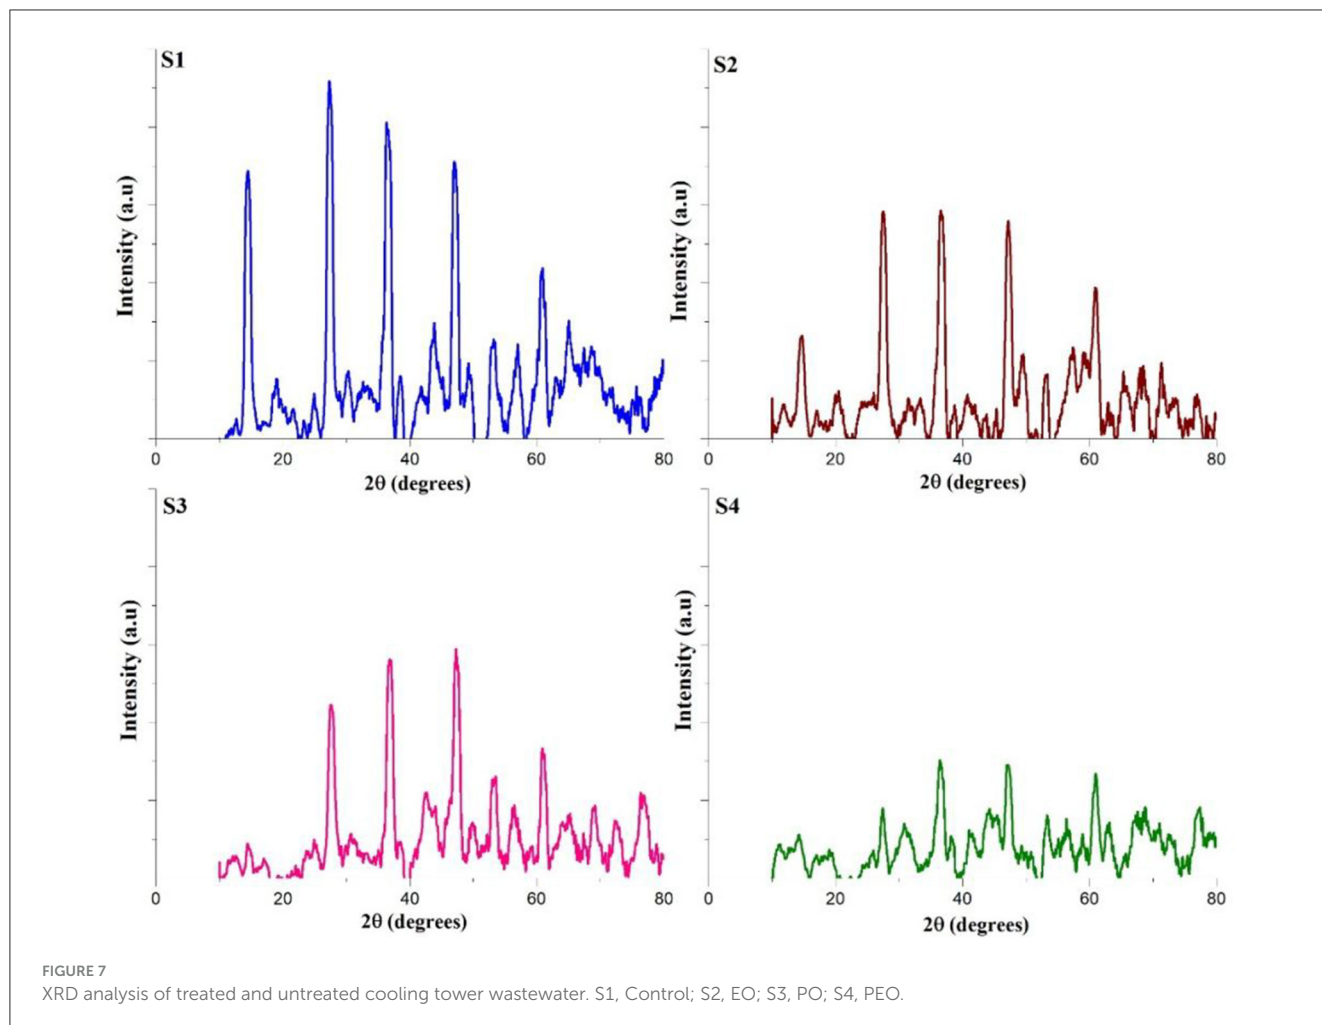 S1
Intensity (a.u)
0 20 40 60 80
2θ (degrees)
S2
Intensity (a.u)
0 20 40 60 80
2θ (degrees)
S3
Intensity (a.u)
0 20 40 60 80
2θ (degrees)
S4
Intensity (a.u)
0 20 40 60 80
2θ (degrees)
FIGURE 7
XRD analysis of treated and untreated cooling tower wastewater. S1, Control; S2, EO; S3, PO; S4, PEO.